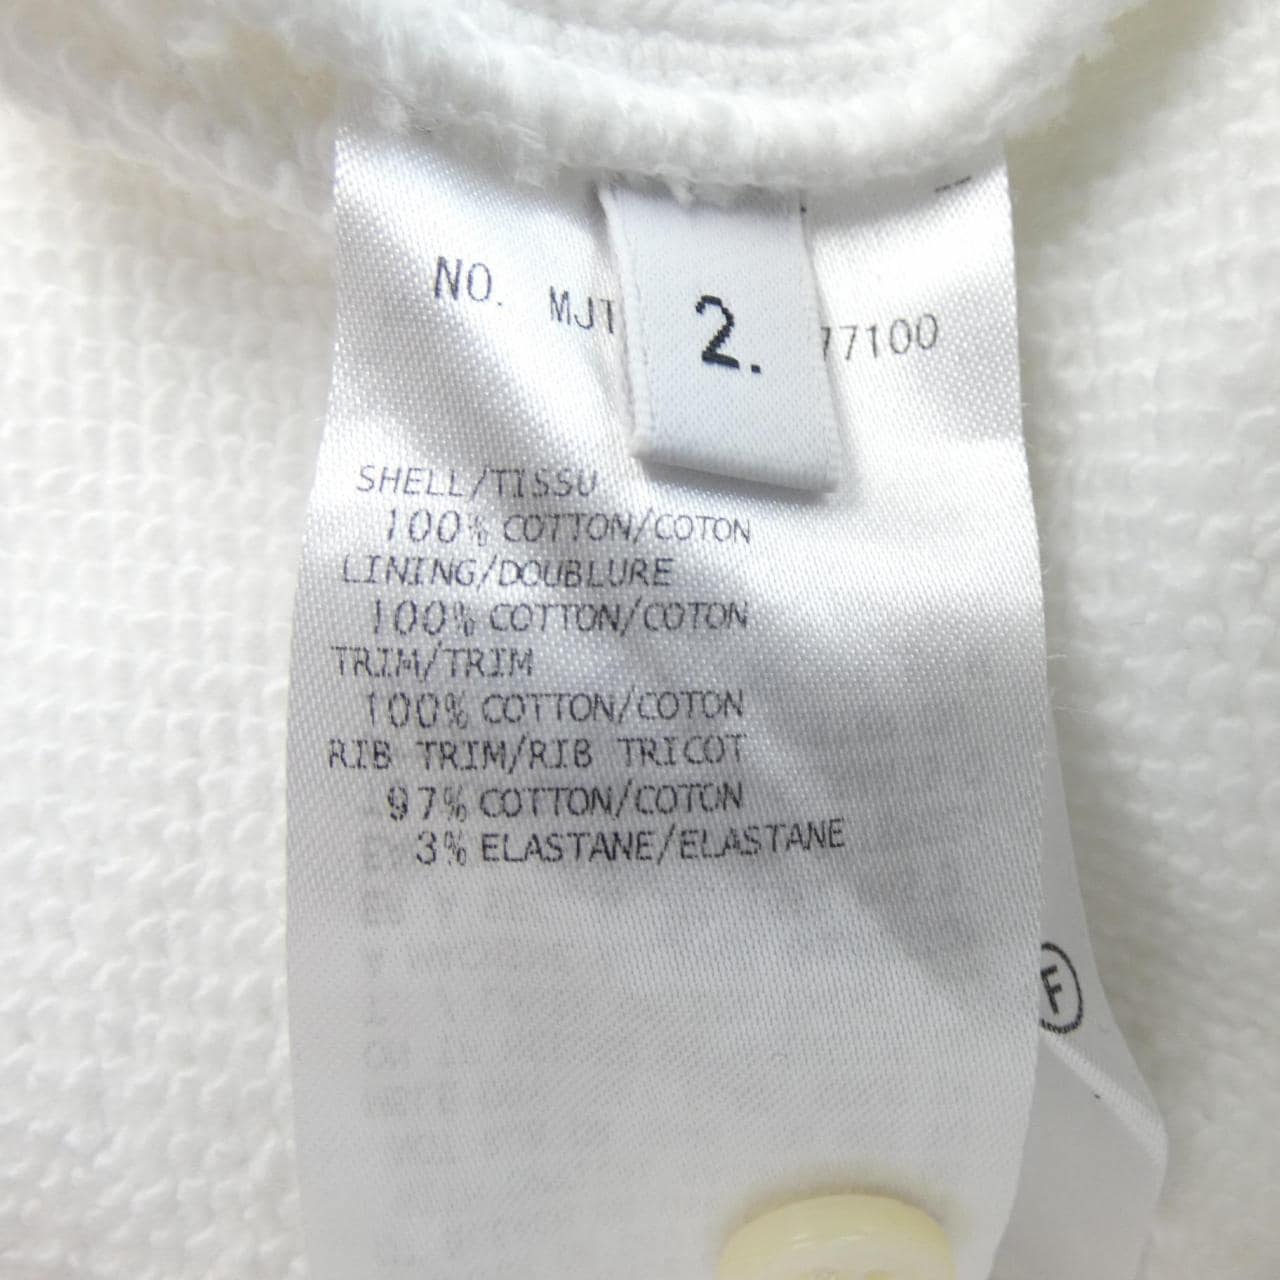 NO. MJT 77100
2.
SHELL/TISSU
100% COTTON/COTON
LINING/DOUBLURE
100% COTTON/COTON
TRIM/TRIM
100% COTTON/COTON
RIB TRIM/RIB TRICOT
97% COTTON/COTON
3% ELASTANE/ELASTANE
F